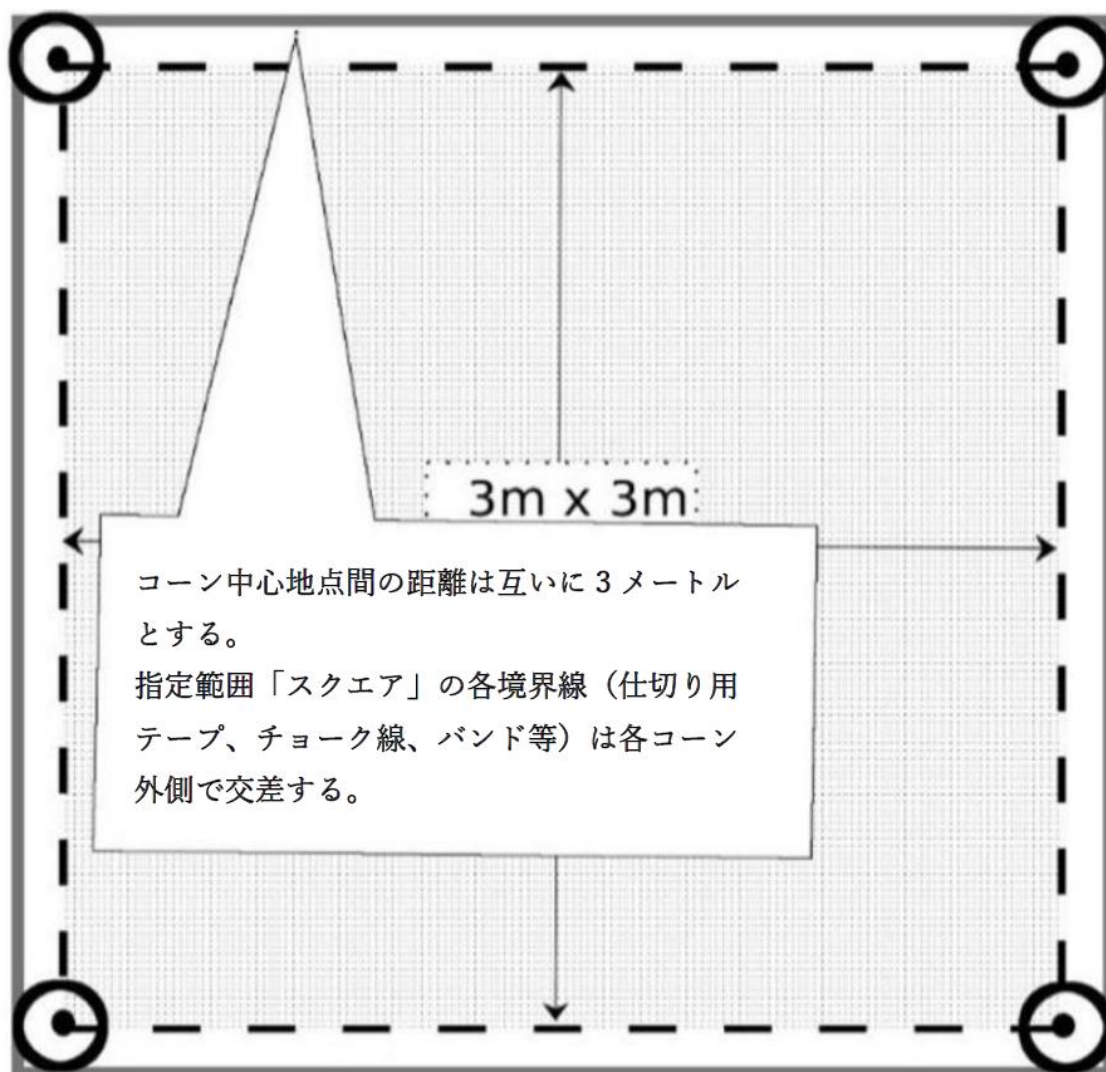 3m x 3m
コーン中心地点間の距離は互いに 3 メートル
とする。
指定範囲「スクエア」の各境界線（仕切り用
テープ、チョーク線、バンド等）は各コーン
外側で交差する。